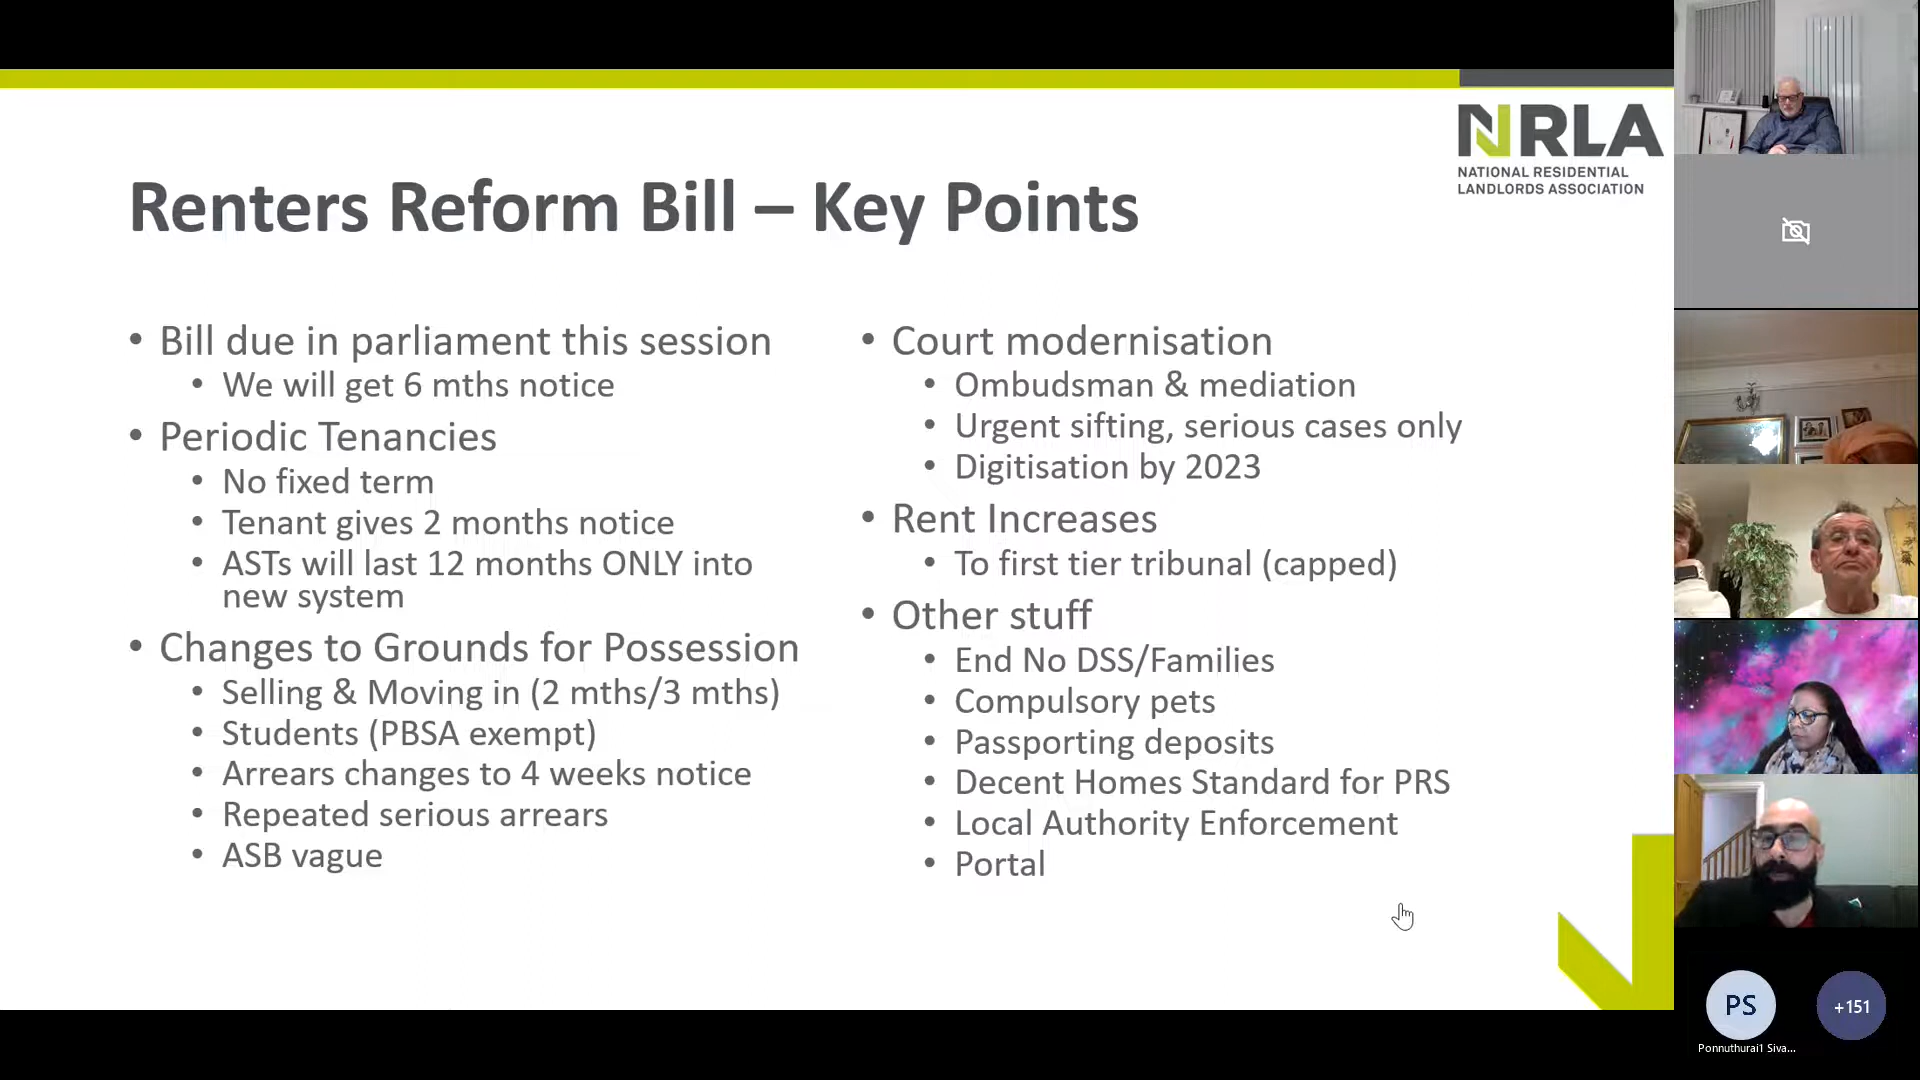 NRLA
NATIONAL RESIDENTIAL
LANDLORDS ASSOCIATION
Renters Reform Bill – Key Points
• Bill due in parliament this session
• We will get 6 mths notice
• Periodic Tenancies
• No fixed term
• Tenant gives 2 months notice
• ASTs will last 12 months ONLY into
new system
• Changes to Grounds for Possession
• Selling & Moving in (2 mths/3 mths)
• Students (PBSA exempt)
• Arrears changes to 4 weeks notice
• Repeated serious arrears
• ASB vague
• Court modernisation
• Ombudsman & mediation
• Urgent sifting, serious cases only
• Digitisation by 2023
• Rent Increases
• To first tier tribunal (capped)
• Other stuff
• End No DSS/Families
• Compulsory pets
• Passporting deposits
• Decent Homes Standard for PRS
• Local Authority Enforcement
• Portal
PS
+151
Ponnuthurai1 Siva...